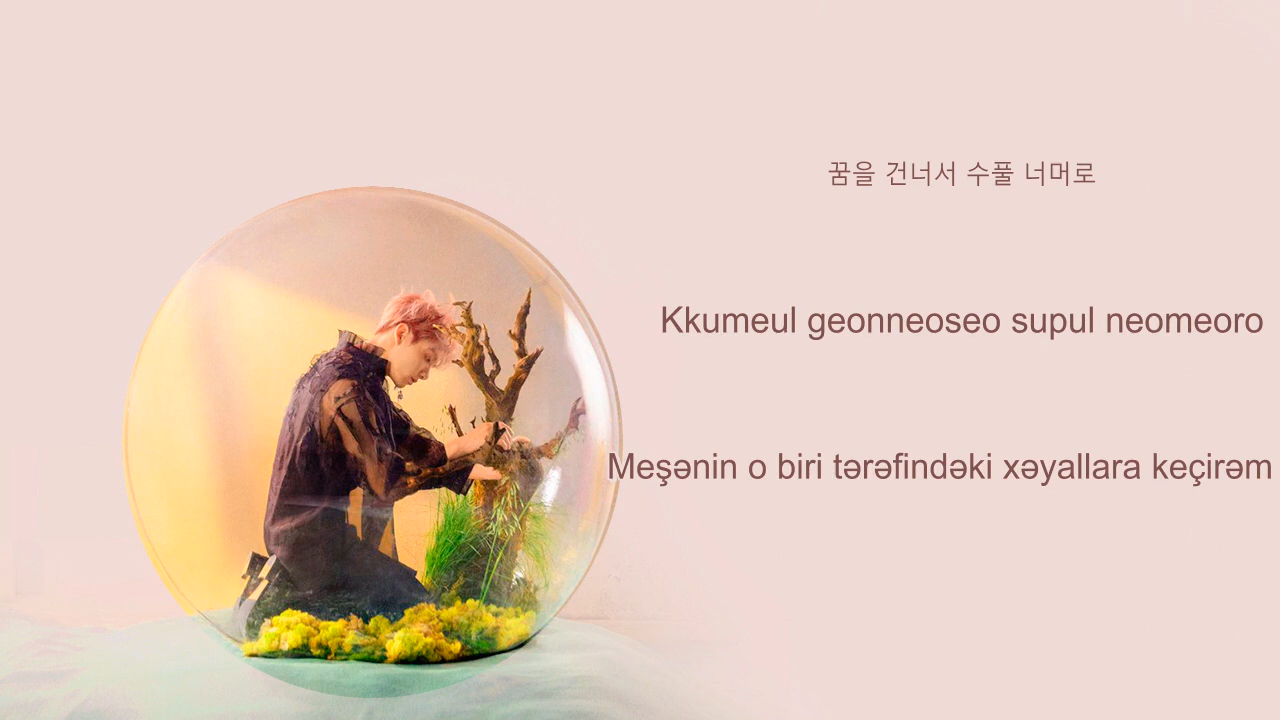 꿈을 건너서 수풀 너머로
Kkumeul geonneoseo supul neomeoro
Meşənin o biri tərəfindəki xəyallara keçirəm